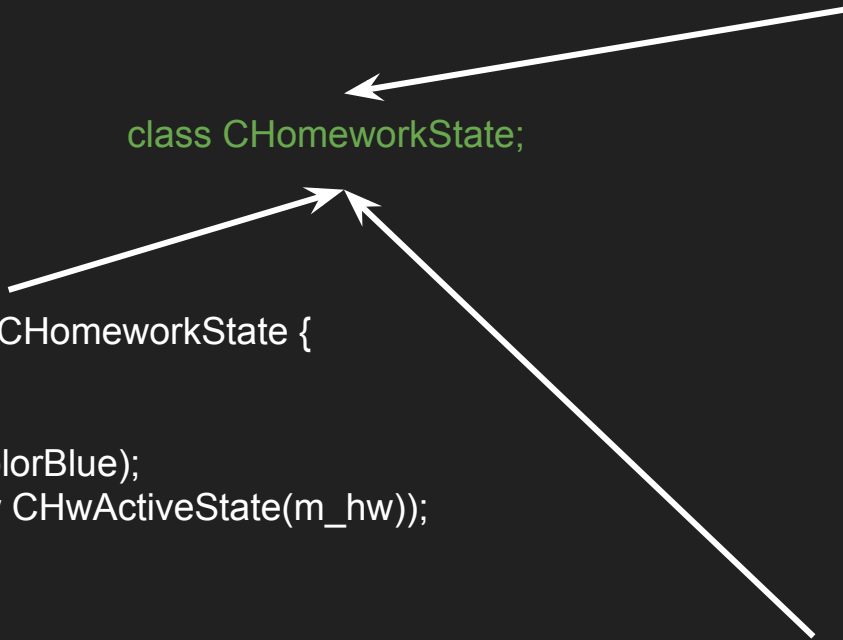 class CHomeworkState;
CHomeworkState {
lorBlue);
CHwActiveState(m_hw));